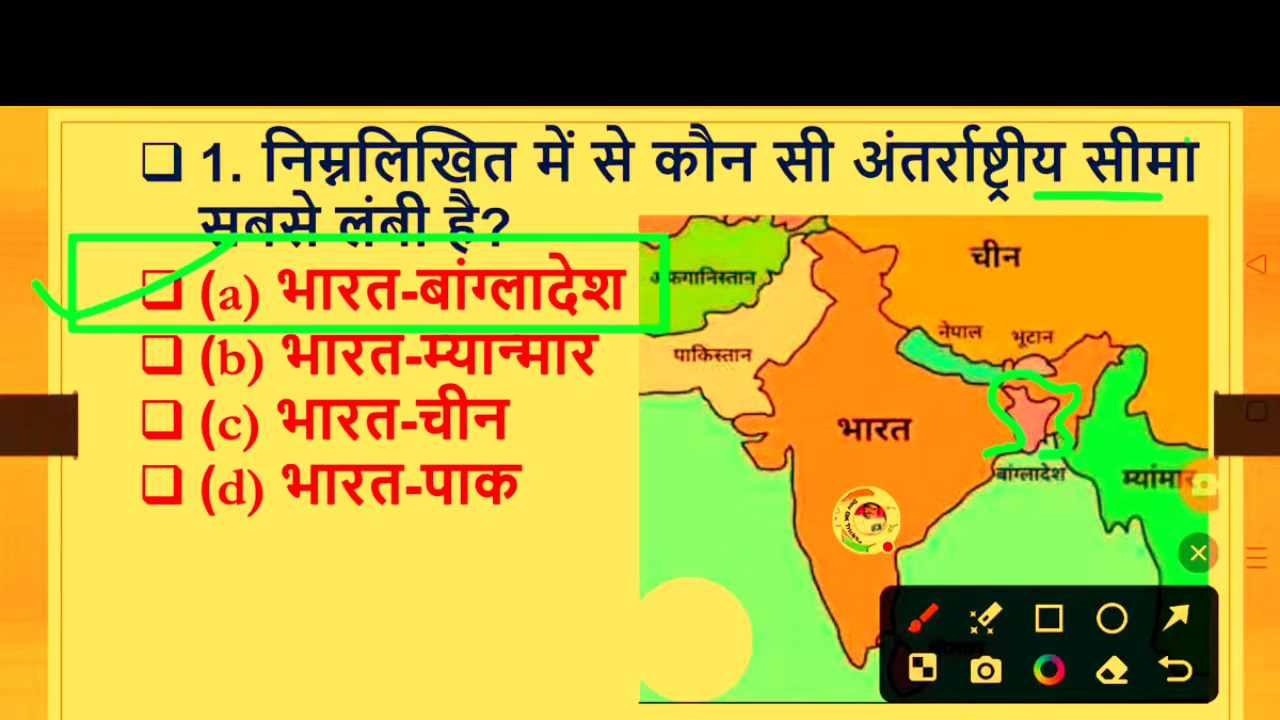 ❑ 1. निम्नलिखित में से कौन सी अंतर्राष्ट्रीय सीमा
सबसे लंबी है?
❑ (a) भारत-बांग्लादेश
❑ (b) भारत-म्यान्मार
❑ (c) भारत-चीन
❑ (d) भारत-पाक
चीन
अफगानिस्तान
नेपाल भूटान
पाकिस्तान
भारत
बांग्लादेश
म्यांमार